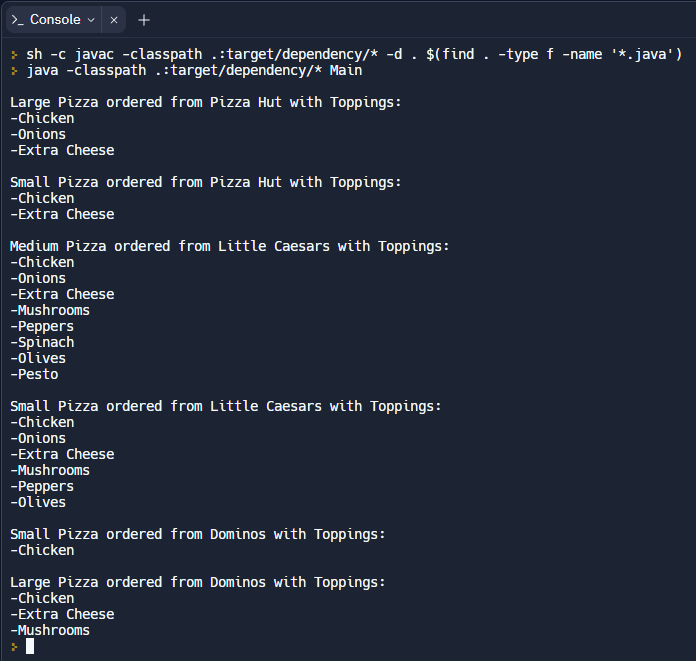 Console
sh -c javac -classpath .:target/dependency/* -d . $(find . -type f -name '*.java')
java -classpath .:target/dependency/* Main
Large Pizza ordered from Pizza Hut with Toppings:
-Chicken
-Onions
-Extra Cheese
Small Pizza ordered from Pizza Hut with Toppings:
-Chicken
-Extra Cheese
Medium Pizza ordered from Little Caesars with Toppings:
-Chicken
-Onions
-Extra Cheese
-Mushrooms
-Peppers
-Spinach
-Olives
-Pesto
Small Pizza ordered from Little Caesars with Toppings:
-Chicken
-Onions
-Extra Cheese
-Mushrooms
-Peppers
-Olives
Small Pizza ordered from Dominos with Toppings:
-Chicken
Large Pizza ordered from Dominos with Toppings:
-Chicken
-Extra Cheese
-Mushrooms